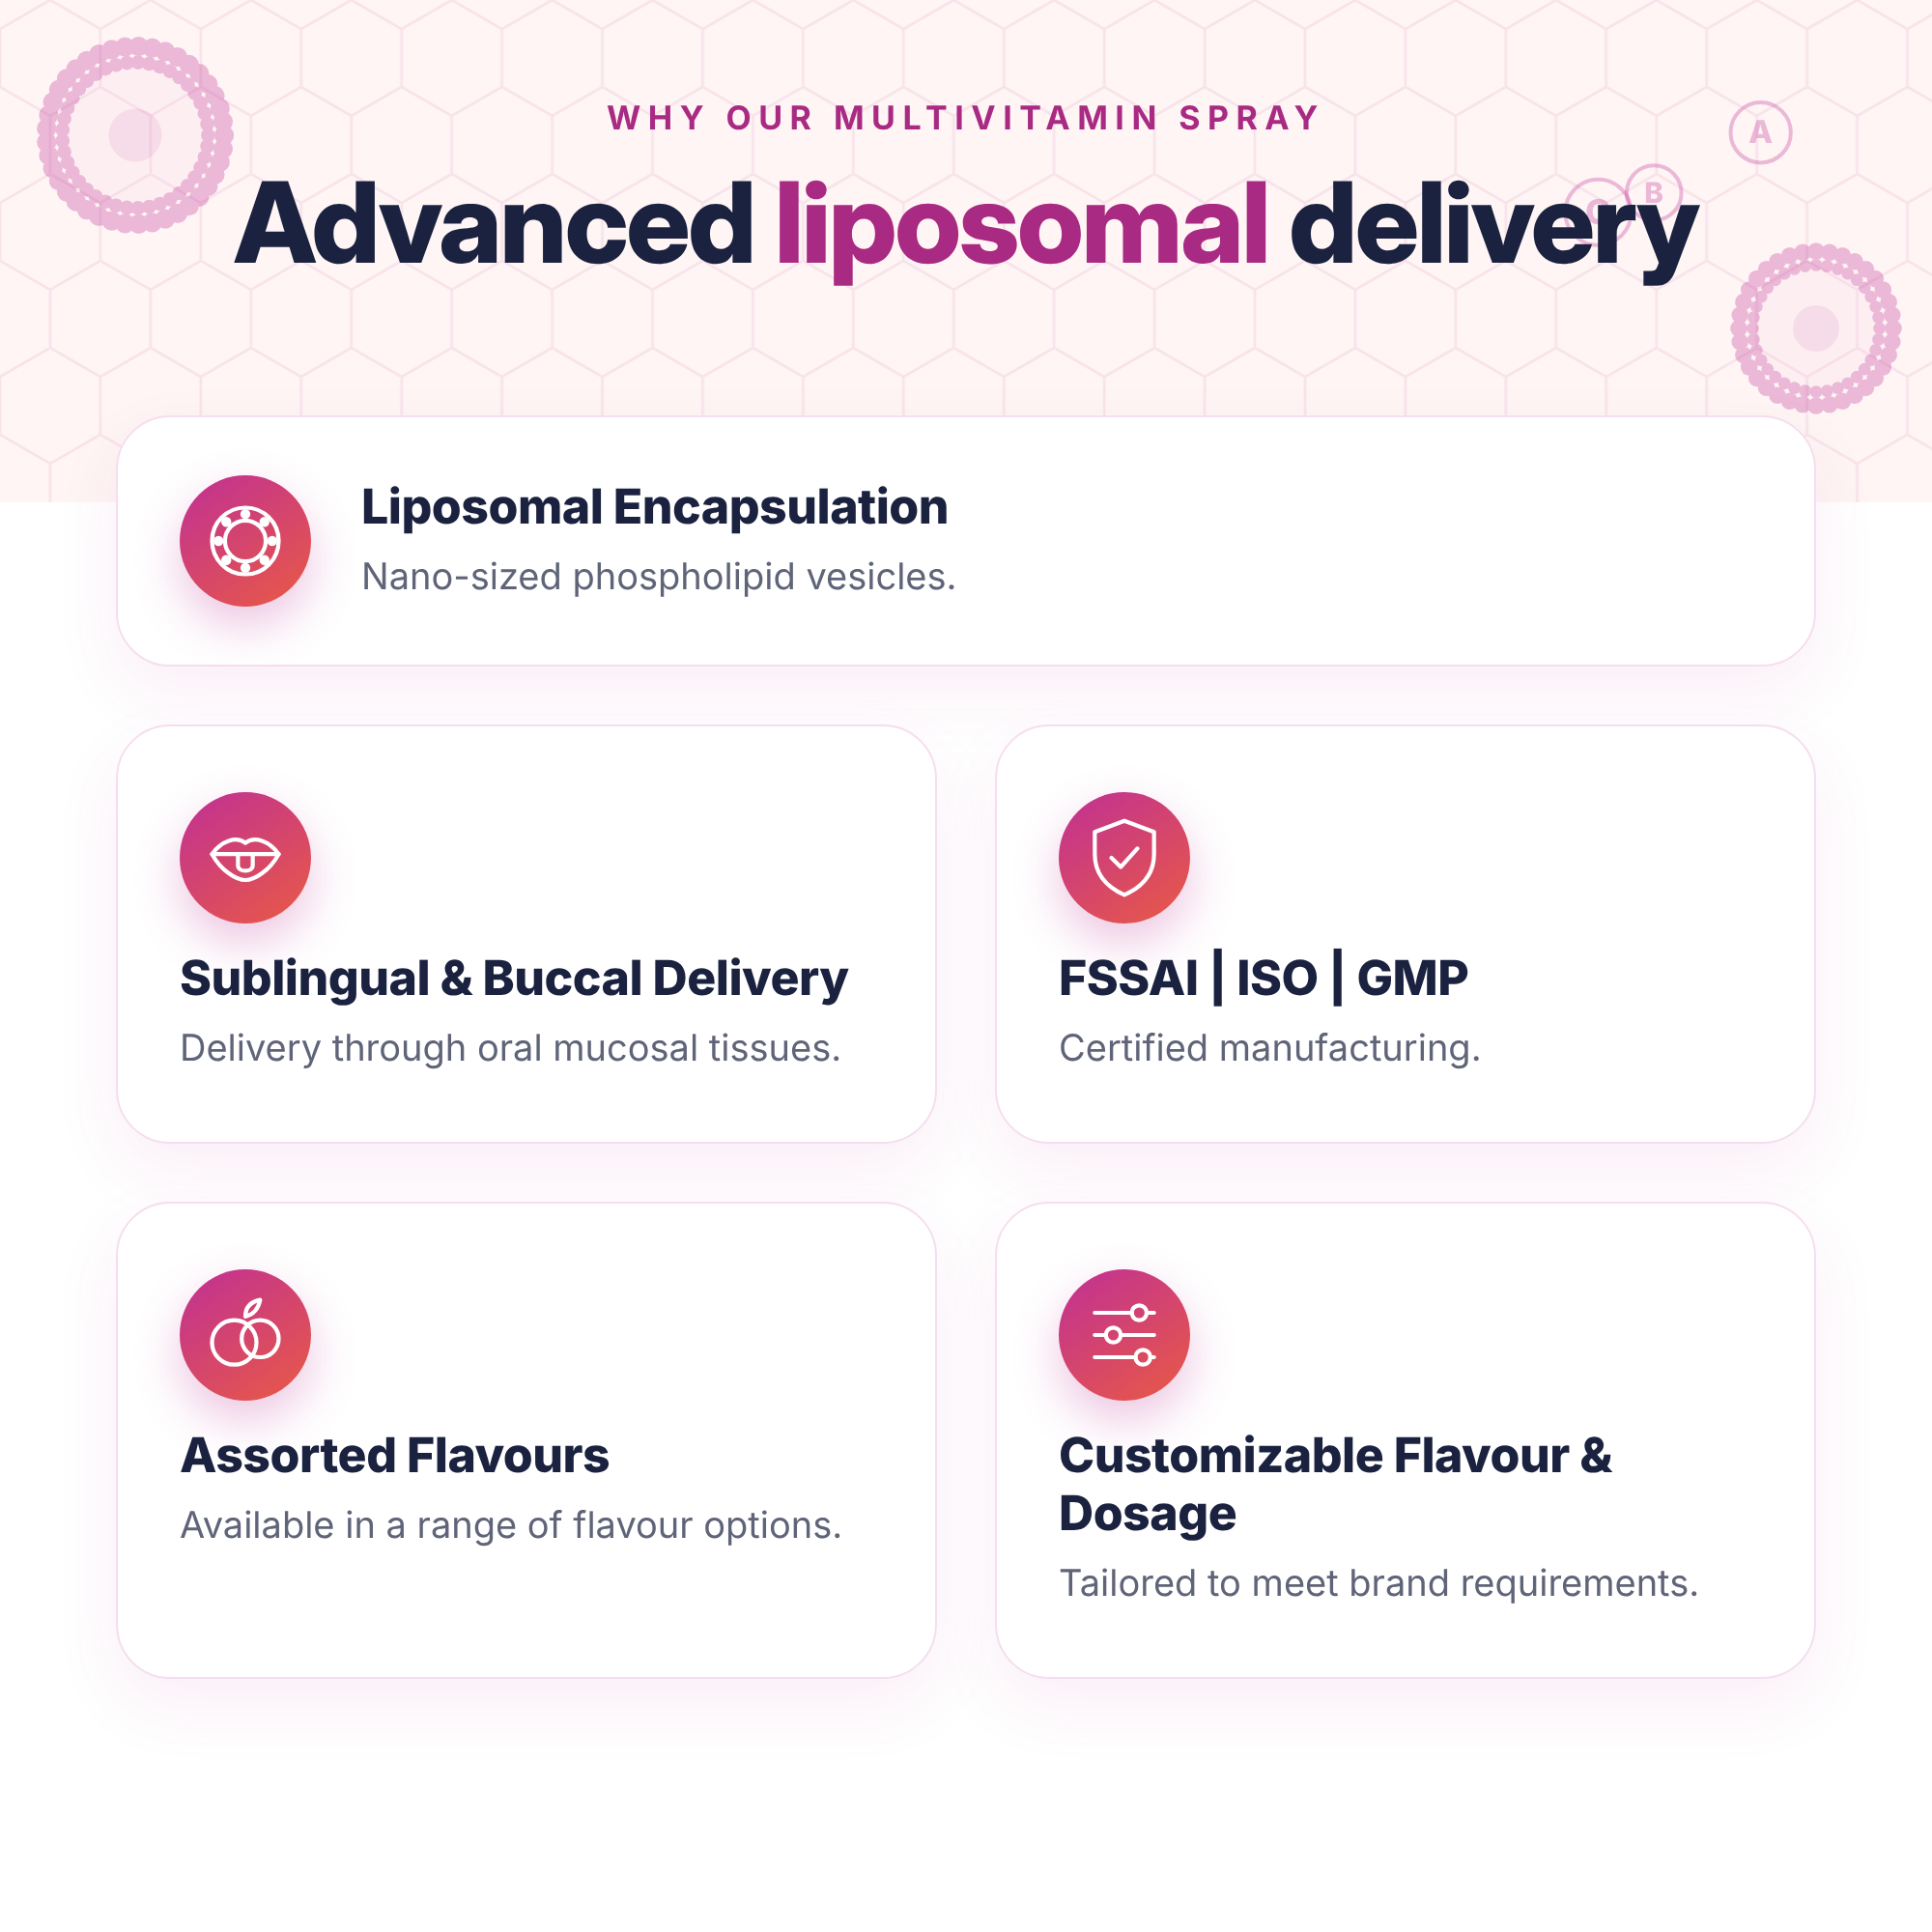 WHY OUR MULTIVITAMIN SPRAY
A
B
Advanced liposomal delivery
Liposomal Encapsulation
Nano-sized phospholipid vesicles.
Sublingual & Buccal Delivery
Delivery through oral mucosal tissues.
FSSAI | ISO | GMP
Certified manufacturing.
Assorted Flavours
Available in a range of flavour options.
Customizable Flavour &
Dosage
Tailored to meet brand requirements.